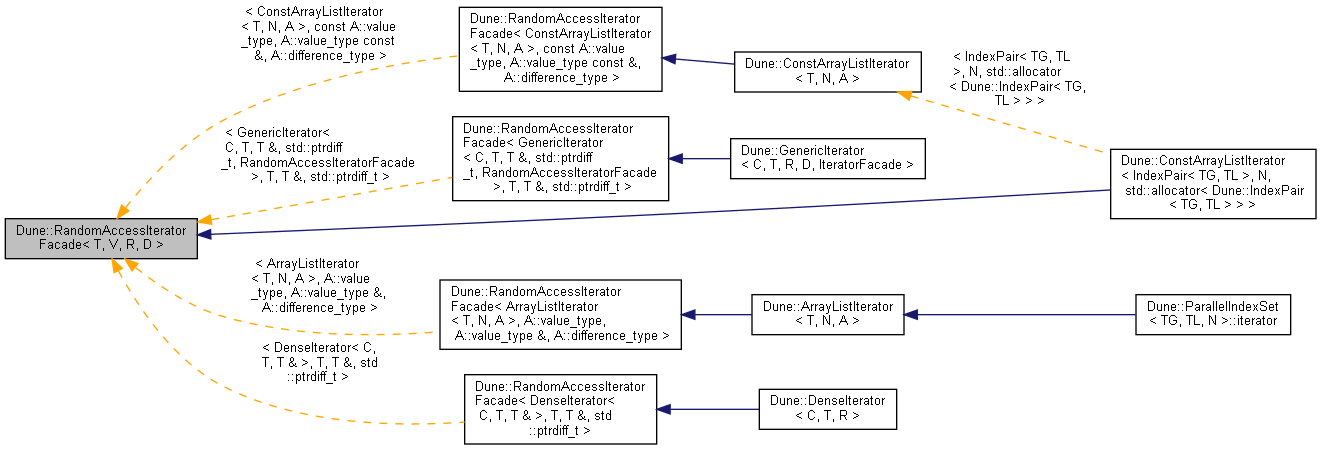 < ConstArrayListIterator
< T, N, A >, const A::value
_type, A::value_type const
&, A::difference_type >
Dune::RandomAccessIterator
Facade< ConstArrayListIterator
< T, N, A >, const A::value
_type, A::value_type const &,
A::difference_type >
Dune::ConstArrayListIterator
< T, N, A >
< IndexPair< TG, TL
>, N, std::allocator
< Dune::IndexPair< TG,
TL > > >
< GenericIterator<
C, T, T &, std::ptrdiff
_t, RandomAccessIteratorFacade
>, T, T &, std::ptrdiff_t >
Dune::RandomAccessIterator
Facade< GenericIterator
< C, T, T &, std::ptrdiff
_t, RandomAccessIteratorFacade
>, T, T &, std::ptrdiff_t >
Dune::GenericIterator
< C, T, R, D, IteratorFacade >
Dune::ConstArrayListIterator
< IndexPair< TG, TL >, N,
std::allocator< Dune::IndexPair
< TG, TL > > >
Dune::RandomAccessIterator
Facade< T, V, R, D >
< ArrayListIterator
< T, N, A >, A::value
_type, A::value_type &,
A::difference_type >
Dune::RandomAccessIterator
Facade< ArrayListIterator
< T, N, A >, A::value_type,
A::value_type &, A::difference_type >
Dune::ArrayListIterator
< T, N, A >
Dune::ParallelIndexSet
< TG, TL, N >::iterator
< DenseIterator< C,
T, T & >, T, T &, std
::ptrdiff_t >
Dune::RandomAccessIterator
Facade< DenseIterator<
C, T, T & >, T, T &, std
::ptrdiff_t >
Dune::DenseIterator
< C, T, R >